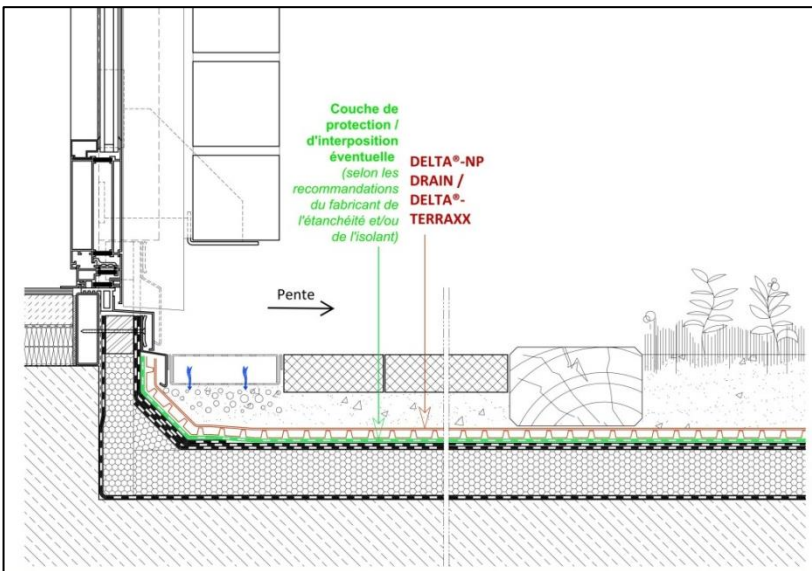 Couche de
protection /
d'interposition
éventuelle
(selon les
recommandations
du fabricant de
l'étanchéité et/ou
de l'isolant)
DELTA®-NP
DRAIN /
DELTA®-
TERRAXX
Pente